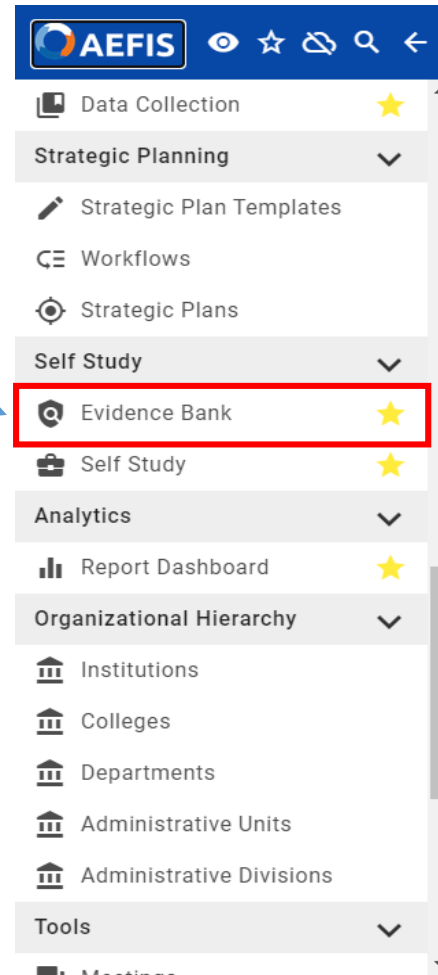 AEFIS
Data Collection
Strategic Planning
Strategic Plan Templates
Workflows
Strategic Plans
Self Study
Evidence Bank
Self Study
Analytics
Report Dashboard
Organizational Hierarchy
Institutions
Colleges
Departments
Administrative Units
Administrative Divisions
Tools
Meetings